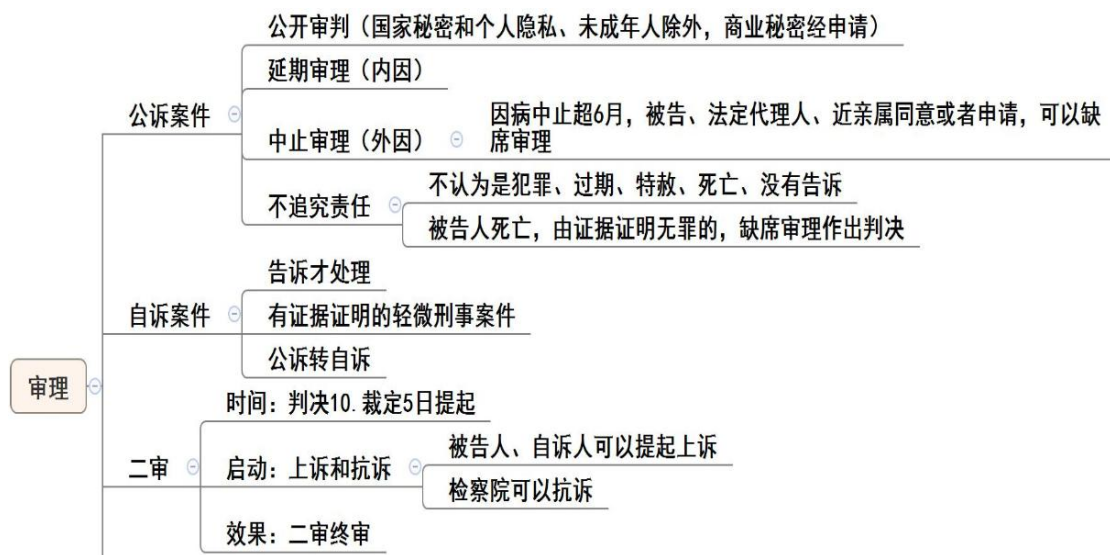 公开审判（国家秘密和个人隐私、未成年人除外，商业秘密经申请）
延期审理（内因）
公诉案件
中止审理（外因）
因病中止超6月，被告、法定代理人、近亲属同意或者申请，可以缺
席审理
不追究责任
不认为是犯罪、过期、特赦、死亡、没有告诉
被告人死亡，由证据证明无罪的，缺席审理作出判决
告诉才处理
自诉案件
有证据证明的轻微刑事案件
公诉转自诉
审理
时间：判决10.裁定5日提起
二审
启动：上诉和抗诉
被告人、自诉人可以提起上诉
检察院可以抗诉
效果：二审终审